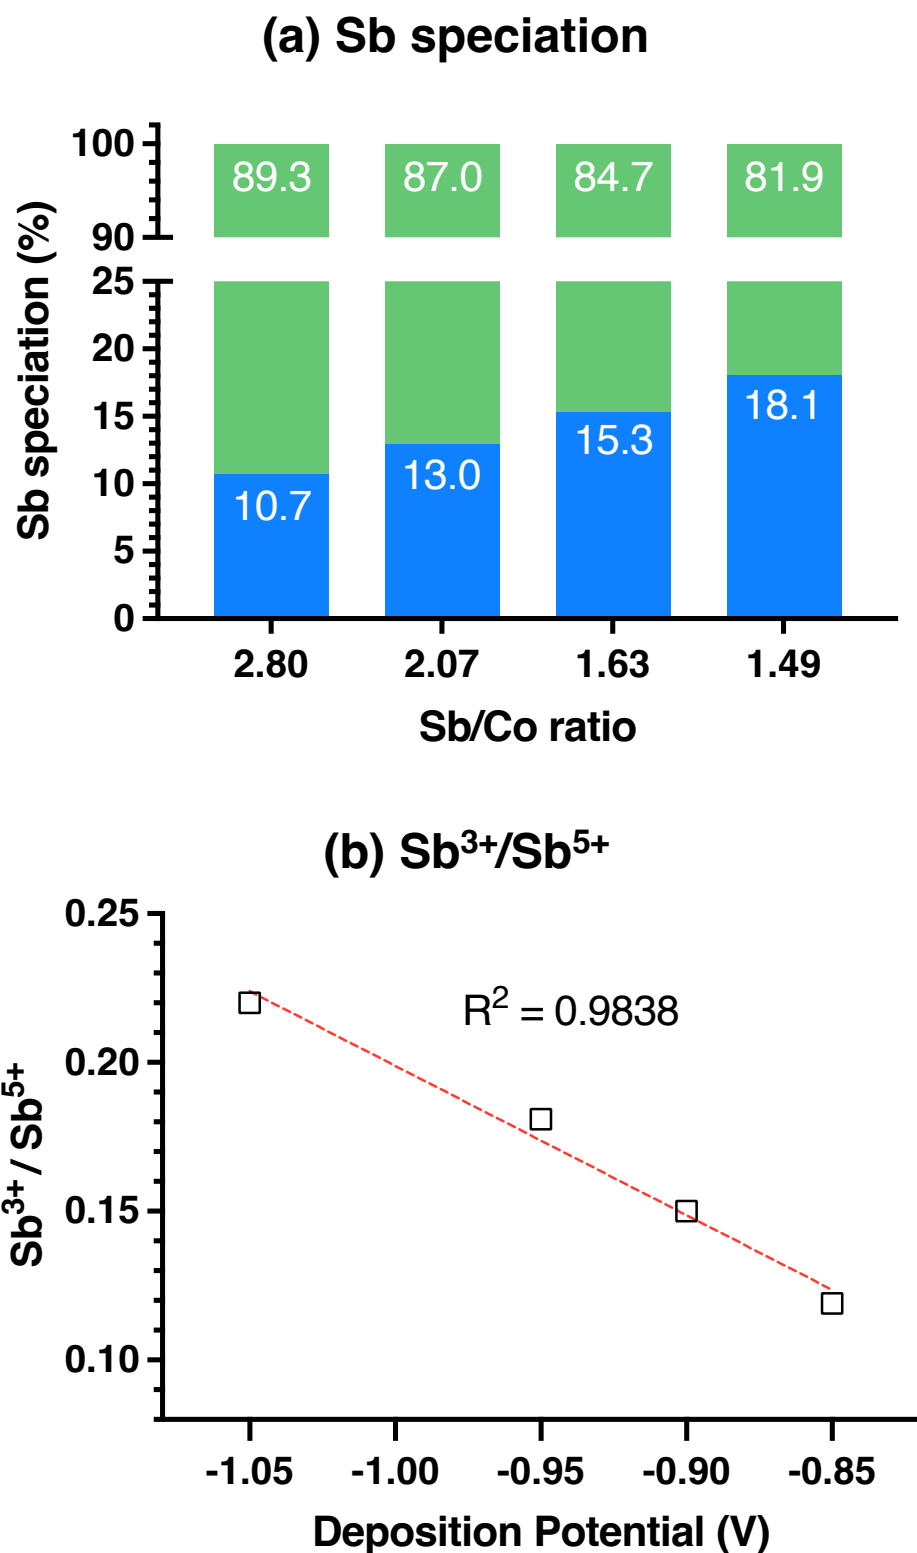 (a) Sb speciation
Sb speciation (%)
100
90
25
20
15
10
5
0
89.3 87.0 84.7 81.9
10.7 13.0 15.3 18.1
2.80 2.07 1.63 1.49
Sb/Co ratio
(b) Sb³⁺/Sb⁵⁺
Sb³⁺ / Sb⁵⁺
0.25
0.20
0.15
0.10
R² = 0.9838
-1.05 -1.00 -0.95 -0.90 -0.85
Deposition Potential (V)